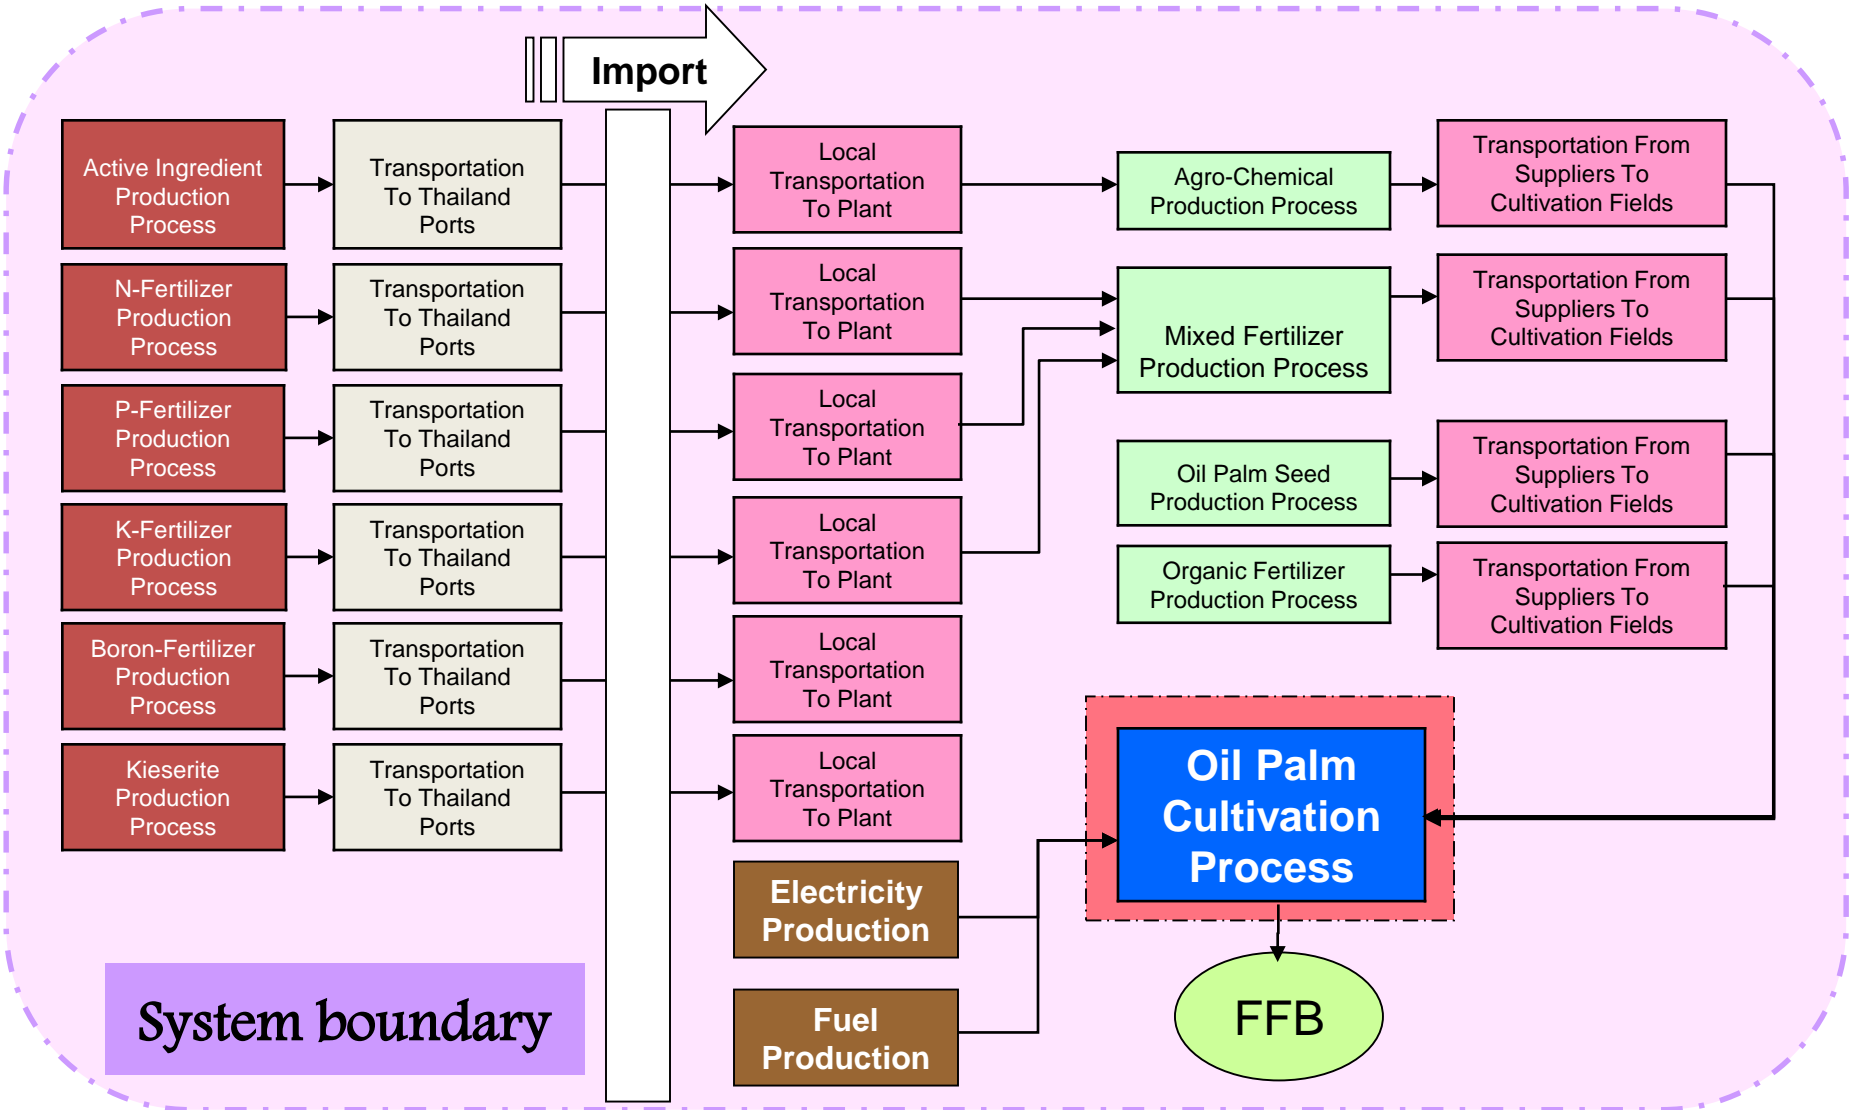 Import
Active Ingredient
Production
Process
Transportation
To Thailand
Ports
Local
Transportation
To Plant
Agro-Chemical
Production Process
Transportation From
Suppliers To
Cultivation Fields
N-Fertilizer
Production
Process
Transportation
To Thailand
Ports
Local
Transportation
To Plant
Mixed Fertilizer
Production Process
Transportation From
Suppliers To
Cultivation Fields
P-Fertilizer
Production
Process
Transportation
To Thailand
Ports
Local
Transportation
To Plant
Oil Palm Seed
Production Process
Transportation From
Suppliers To
Cultivation Fields
K-Fertilizer
Production
Process
Transportation
To Thailand
Ports
Local
Transportation
To Plant
Organic Fertilizer
Production Process
Transportation From
Suppliers To
Cultivation Fields
Boron-Fertilizer
Production
Process
Transportation
To Thailand
Ports
Local
Transportation
To Plant
Kieserite
Production
Process
Transportation
To Thailand
Ports
Local
Transportation
To Plant
Oil Palm
Cultivation
Process
Electricity
Production
Fuel
Production
FFB
System boundary